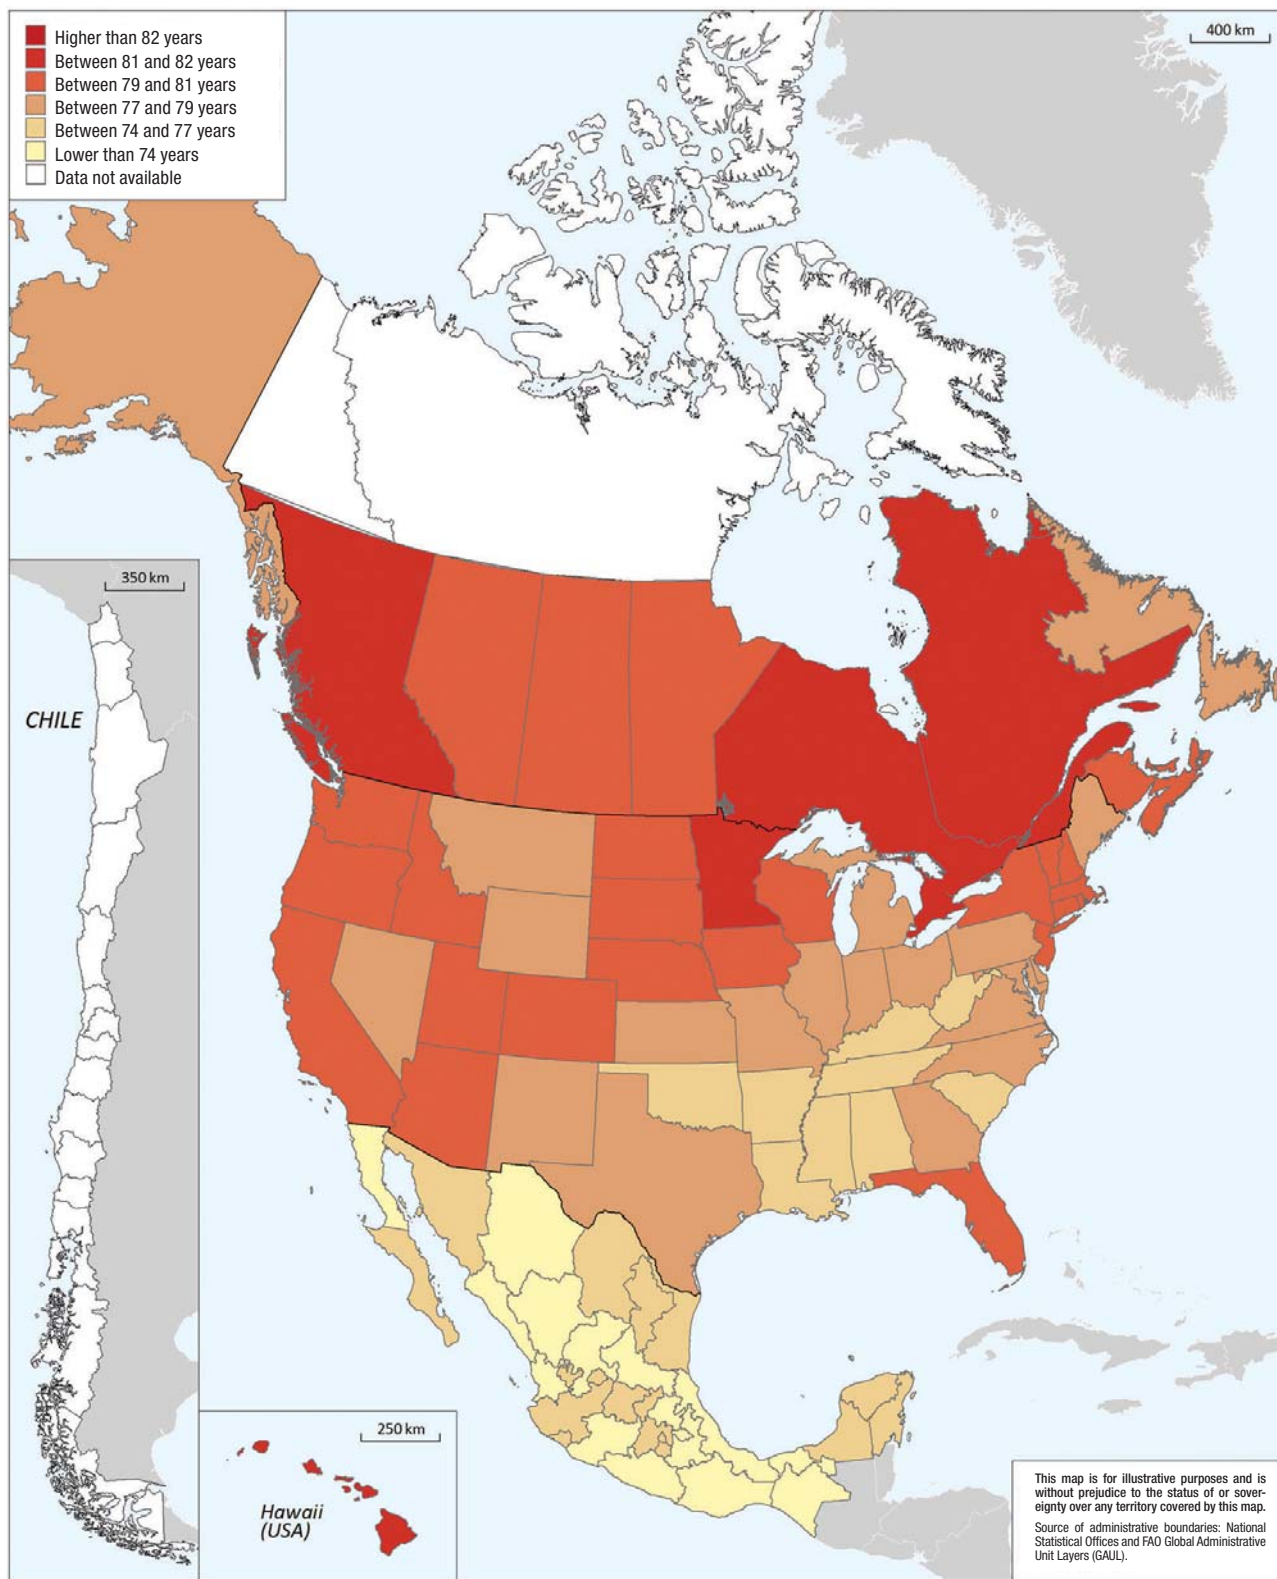 Higher than 82 years
Between 81 and 82 years
Between 79 and 81 years
Between 77 and 79 years
Between 74 and 77 years
Lower than 74 years
Data not available
400 km
350 km
CHILE
250 km
Hawaii
(USA)
This map is for illustrative purposes and is
without prejudice to the status of or sover-
eignty over any territory covered by this map.
Source of administrative boundaries: National
Statistical Offices and FAO Global Administrative
Unit Layers (GAUL).